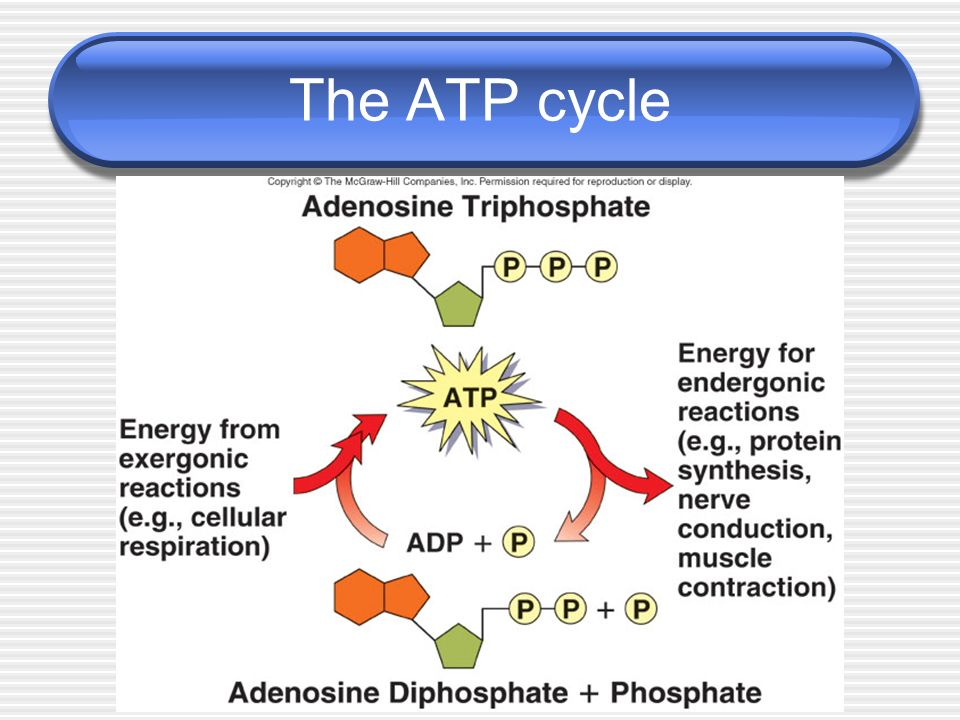 The ATP cycle
Copyright © The McGraw-Hill Companies, Inc. Permission required for reproduction or display.
Adenosine Triphosphate
P P P
Energy from
exergonic
reactions
(e.g., cellular
respiration)
ATP
ADP + P
Energy for
endergonic
reactions
(e.g., protein
synthesis,
nerve
conduction,
muscle
contraction)
P P + P
Adenosine Diphosphate + Phosphate